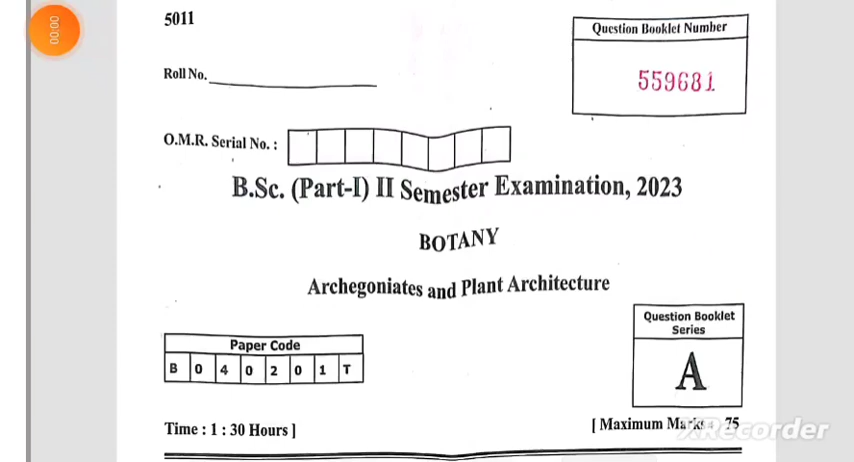 00:00
5011
Question Booklet Number
559681
Roll No.
O.M.R. Serial No. :
B.Sc. (Part-I) II Semester Examination, 2023
BOTANY
Archegoniates and Plant Architecture
Question Booklet
Series
A
Paper Code
B 0 4 0 2 0 1 T
Time : 1 : 30 Hours ]
[ Maximum Marks : 75
XRecorder